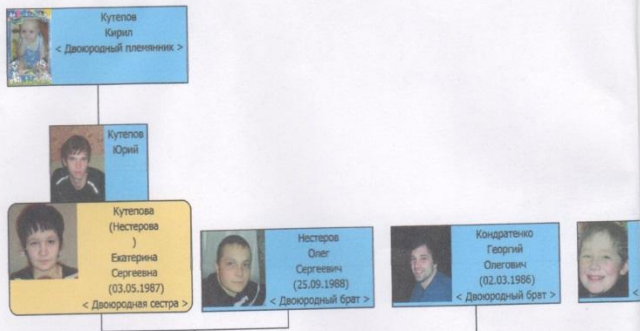 Кутепов
Кирил
< Двоюродный племянник >
Кутепов
Юрий
Кутепова
(Нестерова
)
Екатерина
Сергеевна
(03.05.1987)
< Двоюродная сестра >
Нестеров
Олег
Сергеевич
(25.09.1988)
< Двоюродный брат >
Кондратенко
Георгий
Олегович
(02.03.1986)
< Двоюродный брат >
<